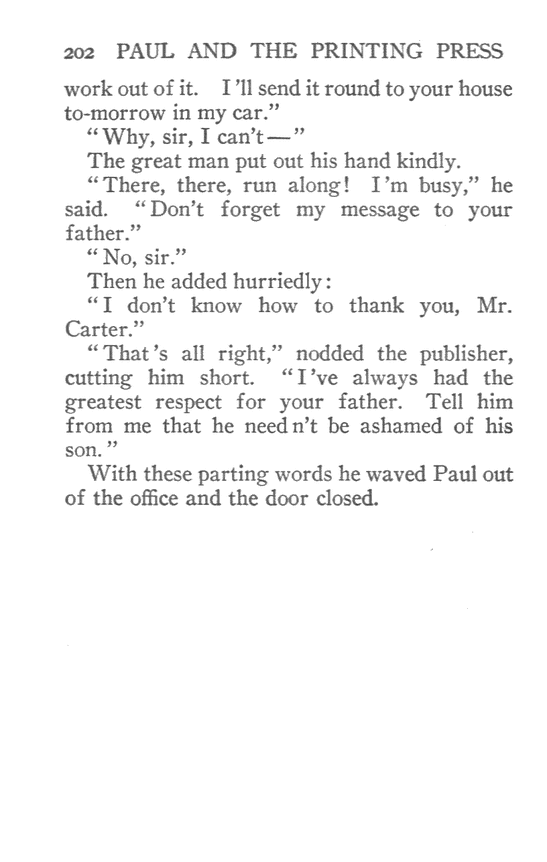 202 PAUL AND THE PRINTING PRESS
work out of it. I'll send it round to your house
to-morrow in my car."
"Why, sir, I can't—"
The great man put out his hand kindly.
"There, there, run along! I'm busy," he
said. "Don't forget my message to your
father."
"No, sir."
Then he added hurriedly:
"I don't know how to thank you, Mr.
Carter."
"That's all right," nodded the publisher,
cutting him short. "I've always had the
greatest respect for your father. Tell him
from me that he needn't be ashamed of his
son."
With these parting words he waved Paul out
of the office and the door closed.